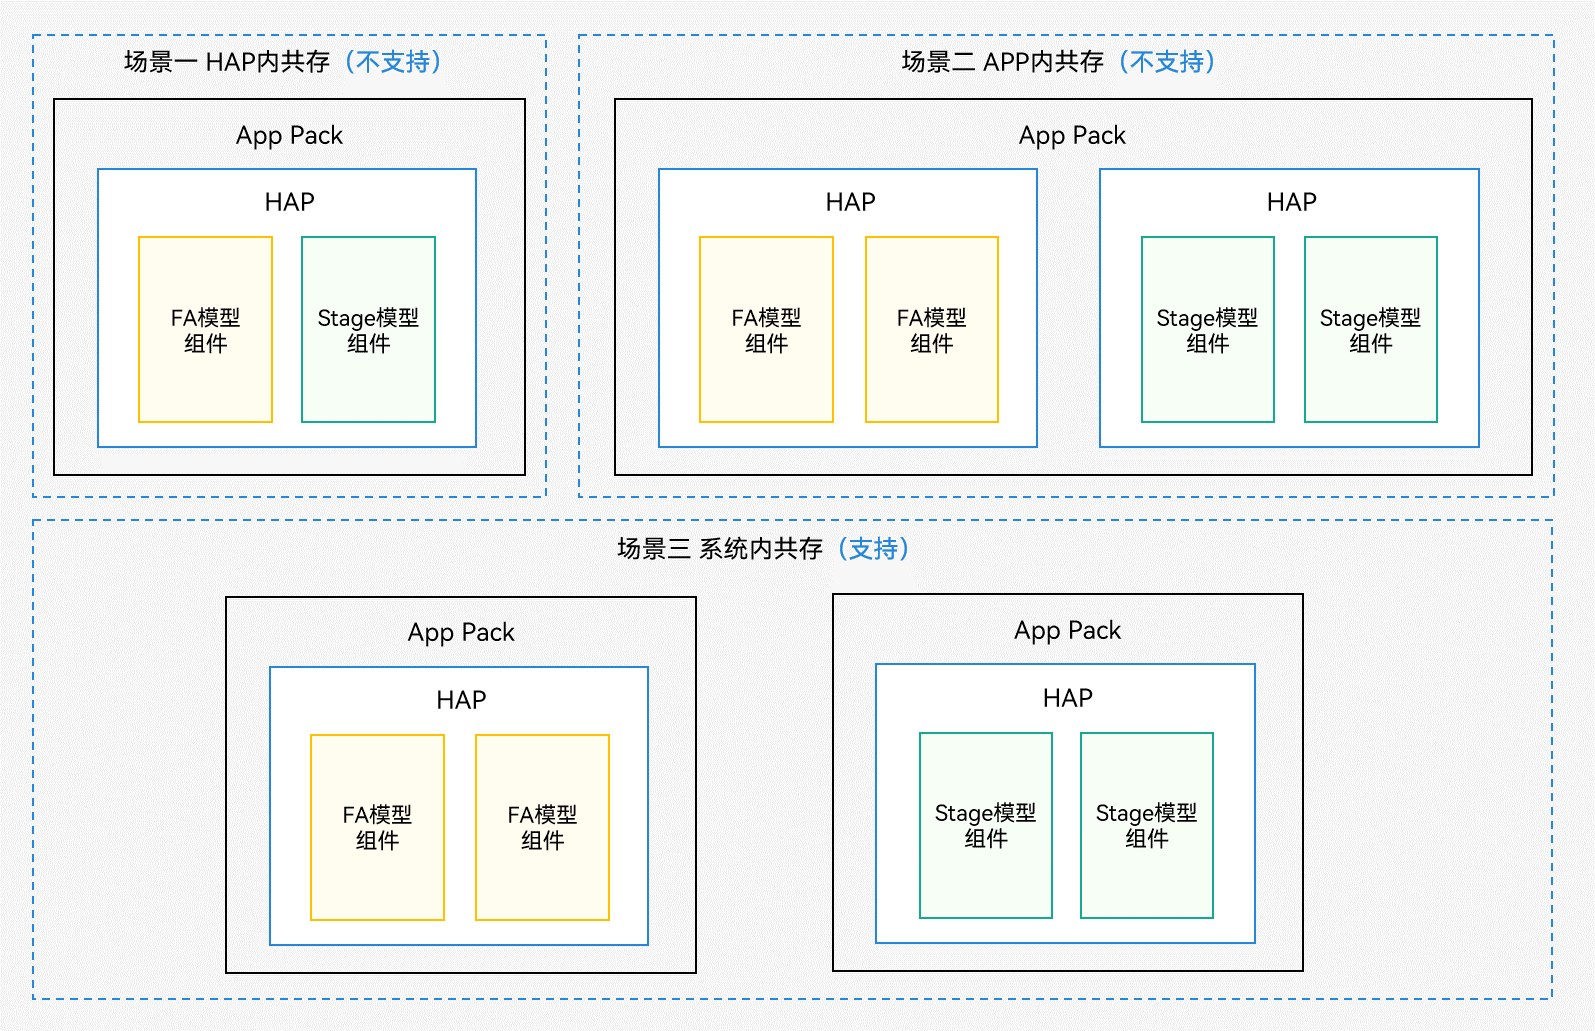 场景一 HAP内共存（不支持）
App Pack
HAP
FA模型
组件
Stage模型
组件
场景二 APP内共存（不支持）
App Pack
HAP
FA模型
组件
FA模型
组件
HAP
Stage模型
组件
Stage模型
组件
场景三 系统内共存（支持）
App Pack
HAP
FA模型
组件
FA模型
组件
App Pack
HAP
Stage模型
组件
Stage模型
组件